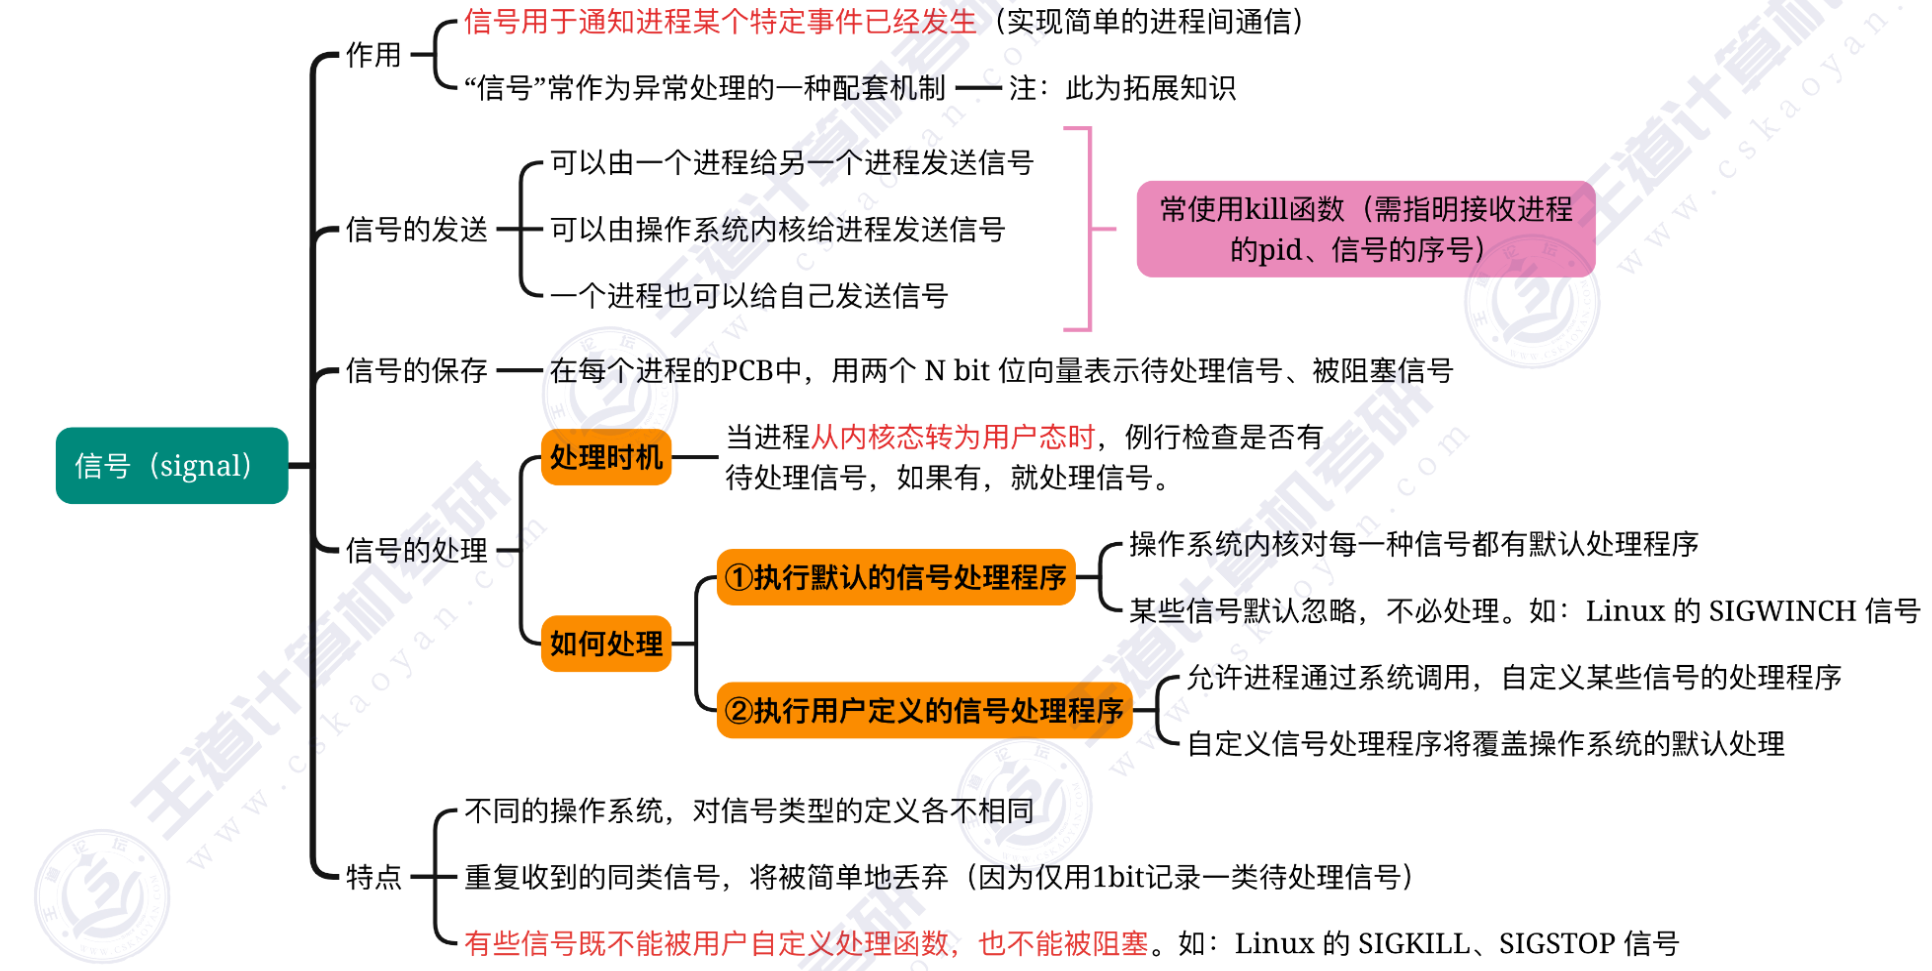 信号（signal）
作用
信号用于通知进程某个特定事件已经发生（实现简单的进程间通信）
“信号”常作为异常处理的一种配套机制
注：此为拓展知识
信号的发送
可以由一个进程给另一个进程发送信号
可以由操作系统内核给进程发送信号
一个进程也可以给自己发送信号
常使用kill函数（需指明接收进程
的pid、信号的序号）
信号的保存
在每个进程的PCB中，用两个 N bit 位向量表示待处理信号、被阻塞信号
信号的处理
处理时机
当进程从内核态转为用户态时，例行检查是否有
待处理信号，如果有，就处理信号。
如何处理
①执行默认的信号处理程序
操作系统内核对每一种信号都有默认处理程序
某些信号默认忽略，不必处理。如：Linux 的 SIGWINCH 信号
②执行用户定义的信号处理程序
允许进程通过系统调用，自定义某些信号的处理程序
自定义信号处理程序将覆盖操作系统的默认处理
特点
不同的操作系统，对信号类型的定义各不相同
重复收到的同类信号，将被简单地丢弃（因为仅用1bit记录一类待处理信号）
有些信号既不能被用户自定义处理函数，也不能被阻塞。如：Linux 的 SIGKILL、SIGSTOP 信号
王道计算机考研
www.cskaoyan.com
王道计算机考研
www.cskaoyan.com
王道计算机考研
www.cskaoyan.com